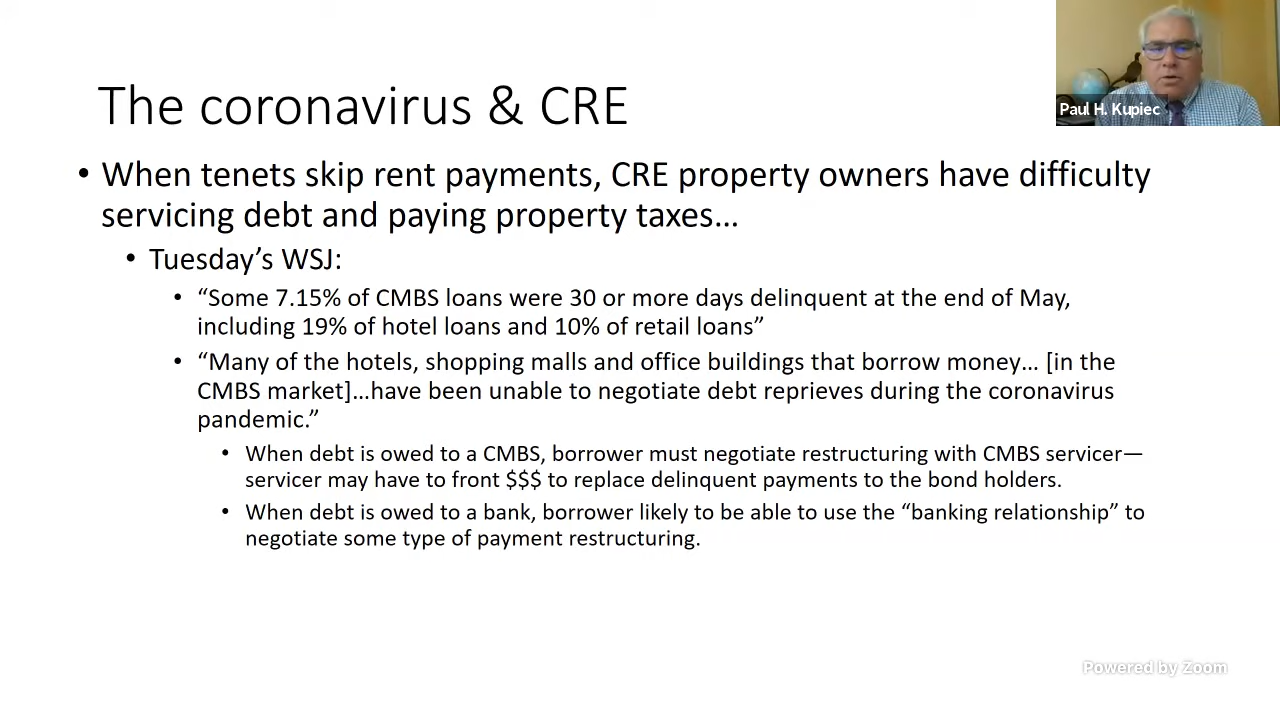 Paul H. Kupiec
The coronavirus & CRE
• When tenets skip rent payments, CRE property owners have difficulty
servicing debt and paying property taxes…
• Tuesday’s WSJ:
• “Some 7.15% of CMBS loans were 30 or more days delinquent at the end of May,
including 19% of hotel loans and 10% of retail loans”
• “Many of the hotels, shopping malls and office buildings that borrow money… [in the
CMBS market]…have been unable to negotiate debt reprieves during the coronavirus
pandemic.”
• When debt is owed to a CMBS, borrower must negotiate restructuring with CMBS servicer—
servicer may have to front $$$ to replace delinquent payments to the bond holders.
• When debt is owed to a bank, borrower likely to be able to use the “banking relationship” to
negotiate some type of payment restructuring.
Powered by Zoom